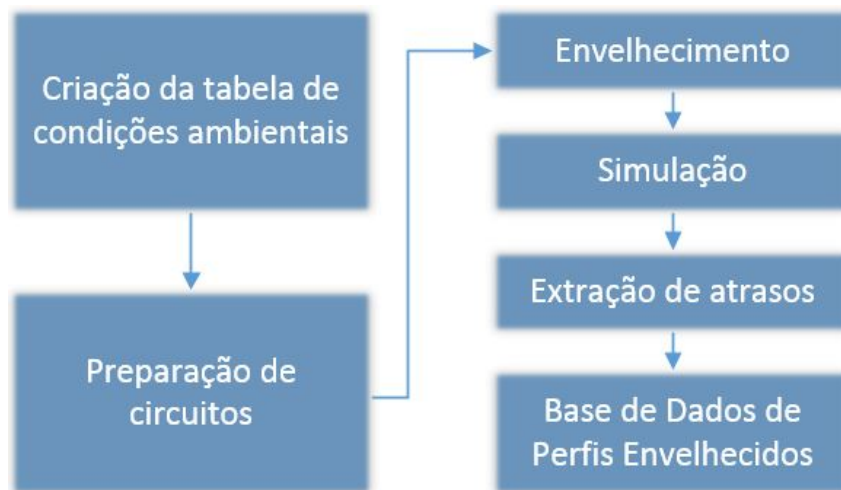 Criação da tabela de
condições ambientais
Preparação de
circuitos
Envelhecimento
Simulação
Extração de atrasos
Base de Dados de
Perfis Envelhecidos